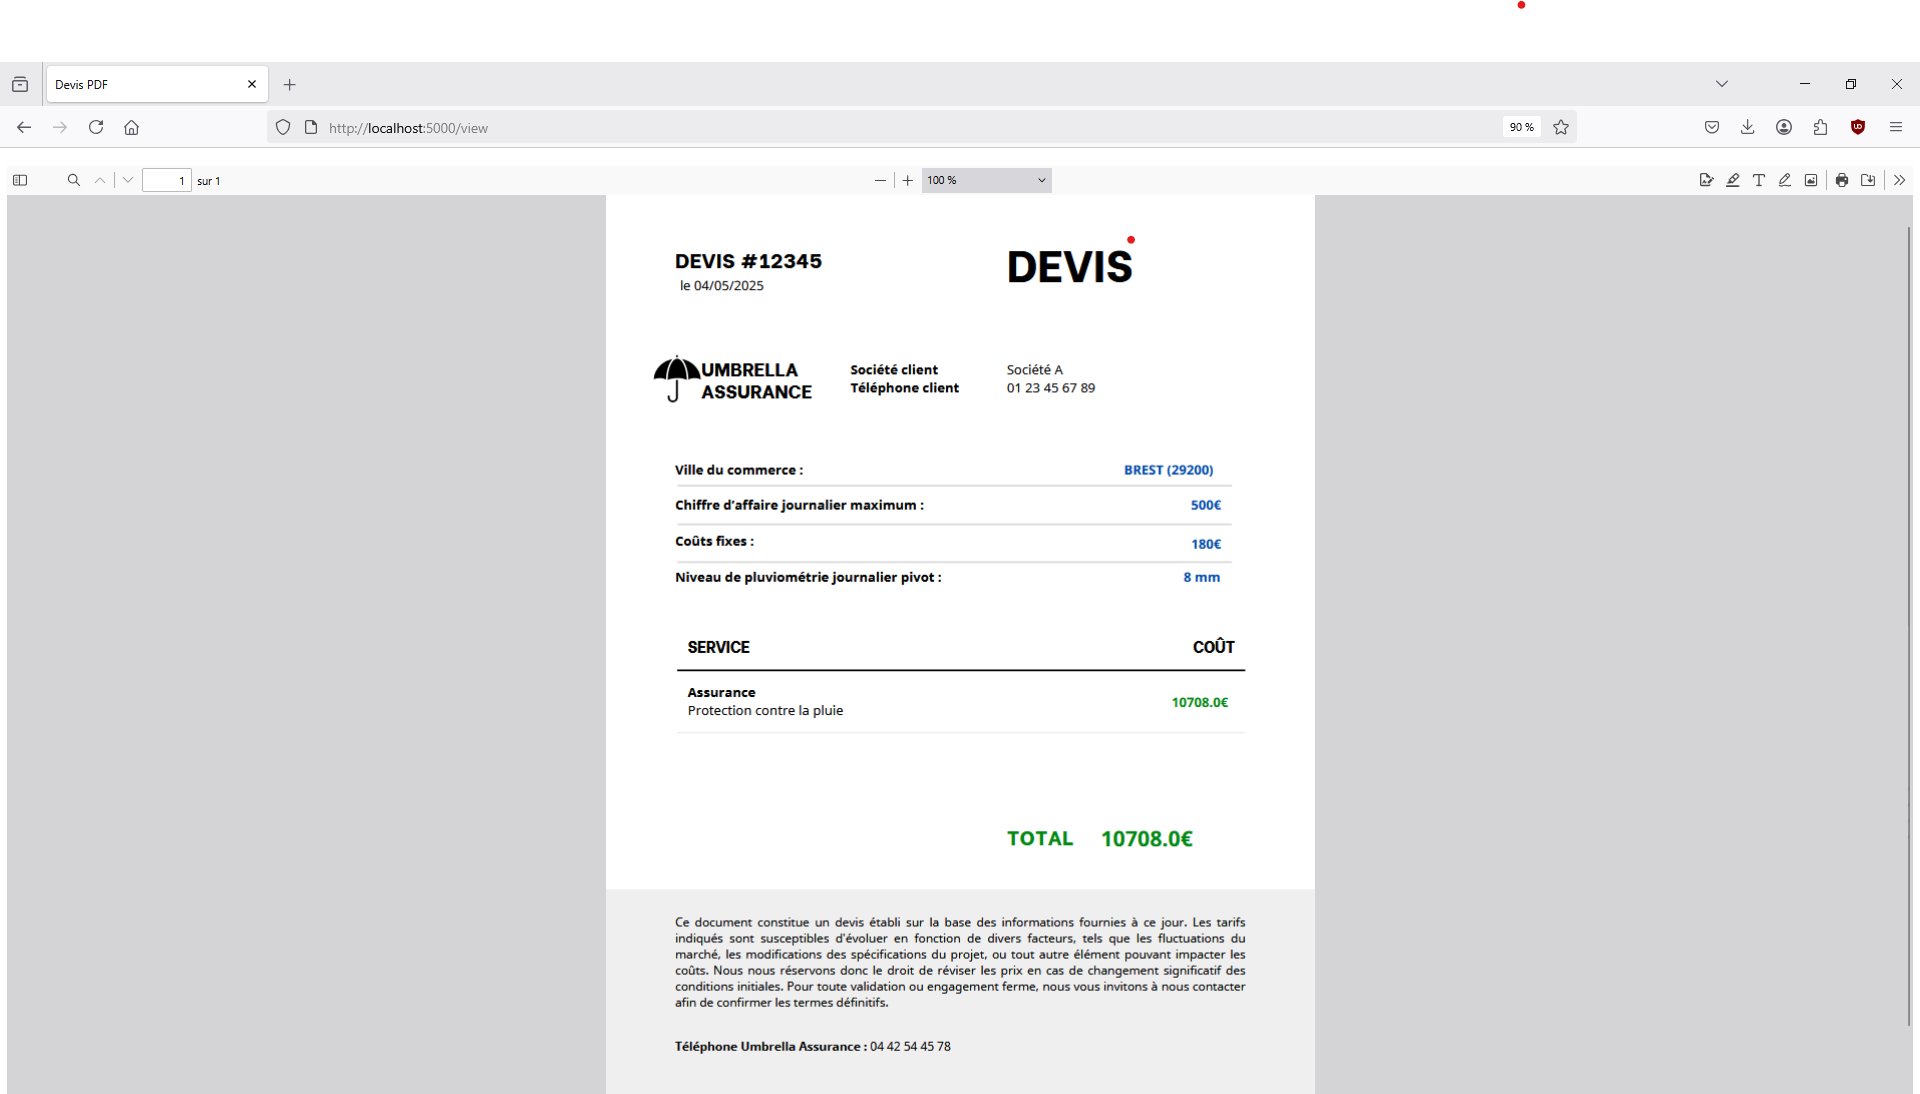 Devis PDF
http://localhost:5000/view
90 %
1 sur 1
100 %
DEVIS #12345
le 04/05/2025
DEVIS
UMBRELLA
ASSURANCE
Société client
Téléphone client
Société A
01 23 45 67 89
Ville du commerce : BREST (29200)
Chiffre d’affaire journalier maximum : 500€
Coûts fixes : 180€
Niveau de pluviométrie journalier pivot : 8 mm
SERVICE COÛT
Assurance
Protection contre la pluie
10708.0€
TOTAL 10708.0€
Ce document constitue un devis établi sur la base des informations fournies à ce jour. Les tarifs
indiqués sont susceptibles d'évoluer en fonction de divers facteurs, tels que les fluctuations du
marché, les modifications des spécifications du projet, ou tout autre élément pouvant impacter les
coûts. Nous nous réservons donc le droit de réviser les prix en cas de changement significatif des
conditions initiales. Pour toute validation ou engagement ferme, nous vous invitons à nous contacter
afin de confirmer les termes définitifs.
Téléphone Umbrella Assurance : 04 42 54 45 78